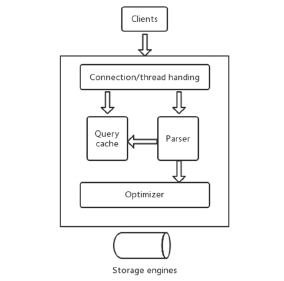 Clients
Connection/thread handing
Query
cache
Parser
Optimizer
Storage engines